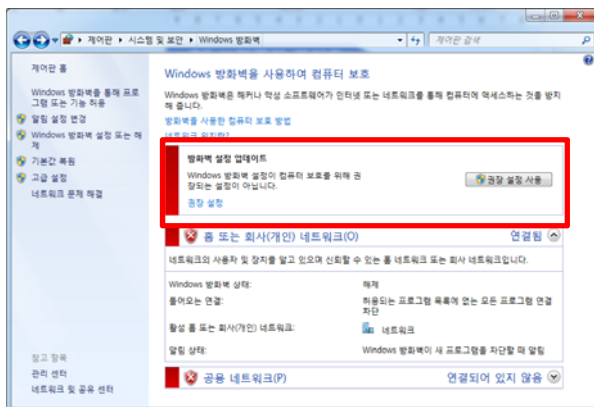 제어판 ▸ 시스템 및 보안 ▸ Windows 방화벽
제어판 검색
제어판 홈
Windows 방화벽을 통해 프로
그램 또는 기능 허용
알림 설정 변경
Windows 방화벽 설정 또는 해
제
기본값 복원
고급 설정
네트워크 문제 해결
참고 항목
관리 센터
네트워크 및 공유 센터
Windows 방화벽을 사용하여 컴퓨터 보호
Windows 방화벽은 해커나 악성 소프트웨어가 인터넷 또는 네트워크를 통해 컴퓨터에 액세스하는 것을 방지
해 줍니다.
방화벽을 사용한 컴퓨터 보호 방법
네트워크 위치란?
방화벽 설정 업데이트
Windows 방화벽 설정이 컴퓨터 보호를 위해 권
장되는 설정이 아닙니다.
권장 설정
권장 설정 사용
홈 또는 회사(개인) 네트워크(O)
연결됨
네트워크의 사용자 및 장치를 알고 있으며 신뢰할 수 있는 홈 네트워크 또는 회사 네트워크입니다.
Windows 방화벽 상태: 해제
들어오는 연결: 허용되는 프로그램 목록에 없는 모든 프로그램 연결
차단
활성 홈 또는 회사(개인) 네트워크: 네트워크
알림 상태: Windows 방화벽이 새 프로그램을 차단할 때 알림
공용 네트워크(P)
연결되어 있지 않음